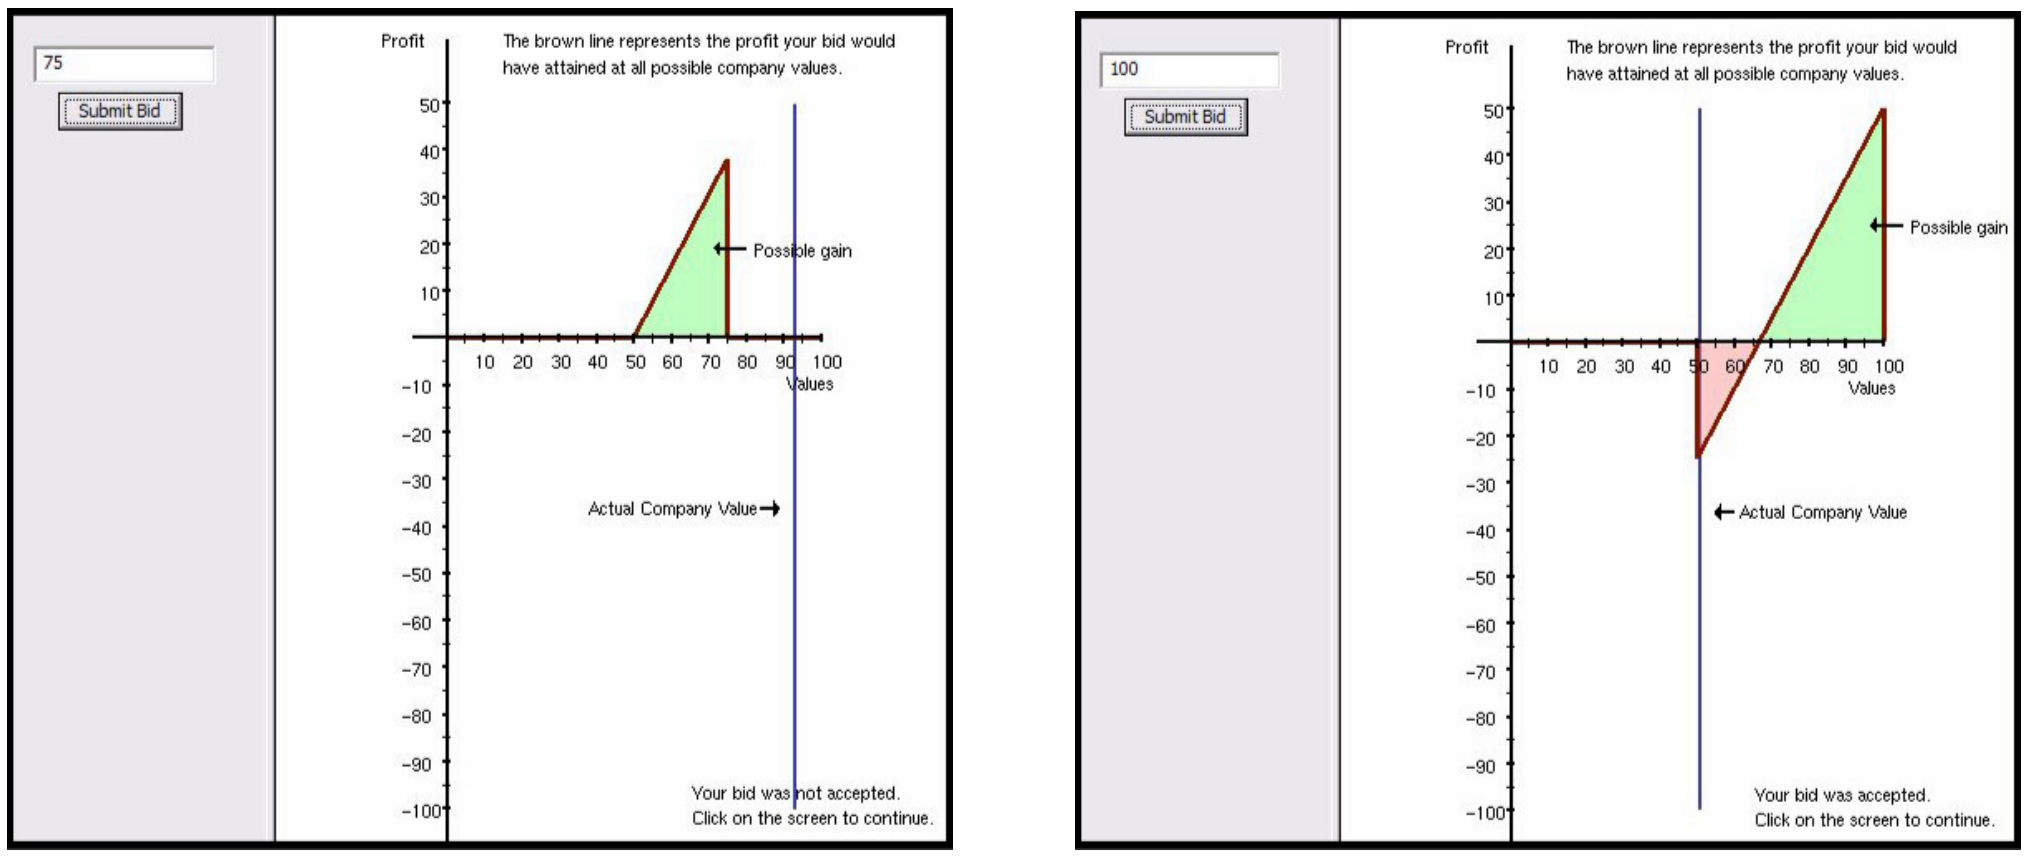 75
Submit Bid
Profit
The brown line represents the profit your bid would
have attained at all possible company values.
50
40
30
20
10
Possible gain
10 20 30 40 50 60 70 80 90 100
Values
-10
-20
-30
Actual Company Value
-40
-50
-60
-70
-80
-90
-100
Your bid was not accepted.
Click on the screen to continue.
100
Submit Bid
Profit
The brown line represents the profit your bid would
have attained at all possible company values.
50
40
30
20
10
Possible gain
10 20 30 40 50 60 70 80 90 100
Values
-10
-20
-30
Actual Company Value
-40
-50
-60
-70
-80
-90
-100
Your bid was accepted.
Click on the screen to continue.